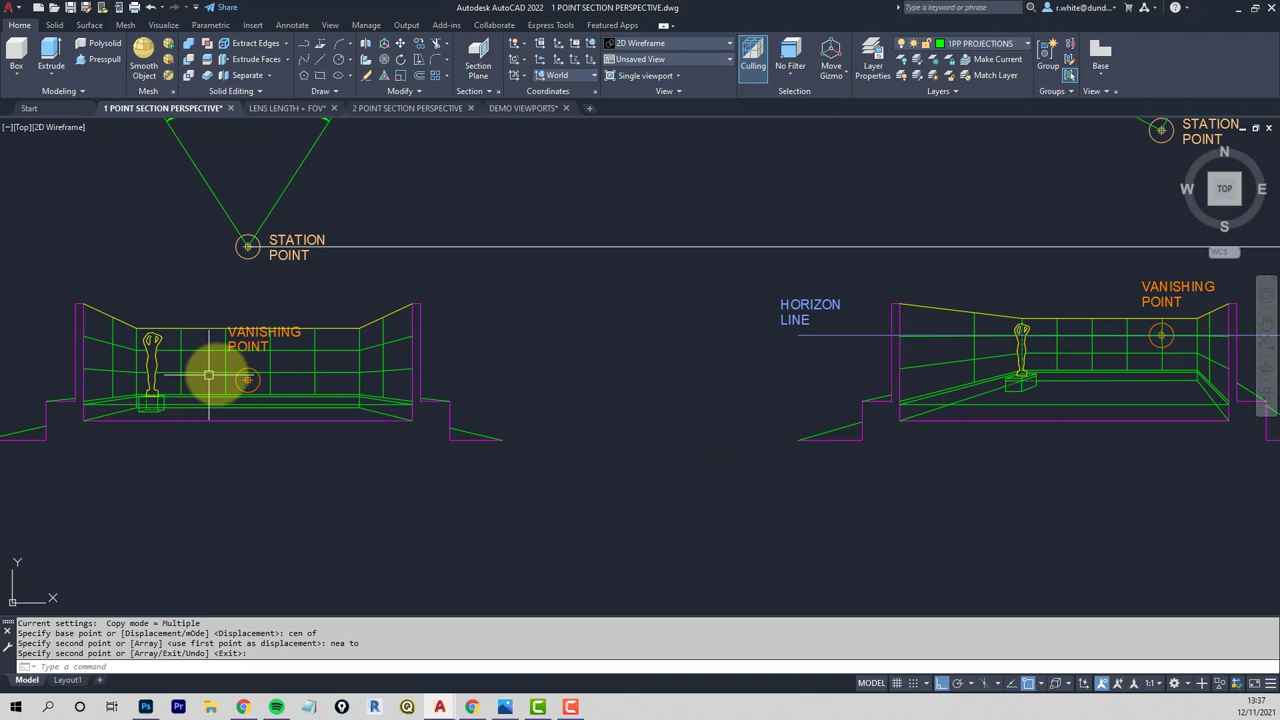 Share
Autodesk AutoCAD 2022 1 POINT SECTION PERSPECTIVE.dwg
Type a keyword or phrase
r.white@dund...
Home Solid Surface Mesh Visualize Parametric Insert Annotate View Manage Output Add-ins Collaborate Express Tools Featured Apps
Box
Extrude
Polysolid
Presspull
Smooth Object
Extract Edges
Extrude Faces
Separate
Section Plane
World
2D Wireframe
Unsaved View
Single viewport
Culling
No Filter
Move Gizmo
Layer Properties
1PP PROJECTIONS
Make Current
Match Layer
Group
Base
Modeling Mesh Solid Editing Draw Modify Section Coordinates View Selection Layers Groups View
Start 1 POINT SECTION PERSPECTIVE* LENS LENGTH + FOV* 2 POINT PERSPECTIVE DEMO VIEWPORTS*
[−][Top][2D Wireframe]
STATION
POINT
N
W TOP E
S
WCS
STATION
POINT
VANISHING
POINT
HORIZON
LINE
VANISHING
POINT
Y
X
Current settings: Copy mode = Multiple
Specify base point or [Displacement/mOde] <Displacement>: cen of
Specify second point or [Array] <use first point as displacement>: nea to
Specify second point or [Array/Exit/Undo] <Exit>:
Type a command
Model Layout1
MODEL
1:1
13:37
12/11/2021